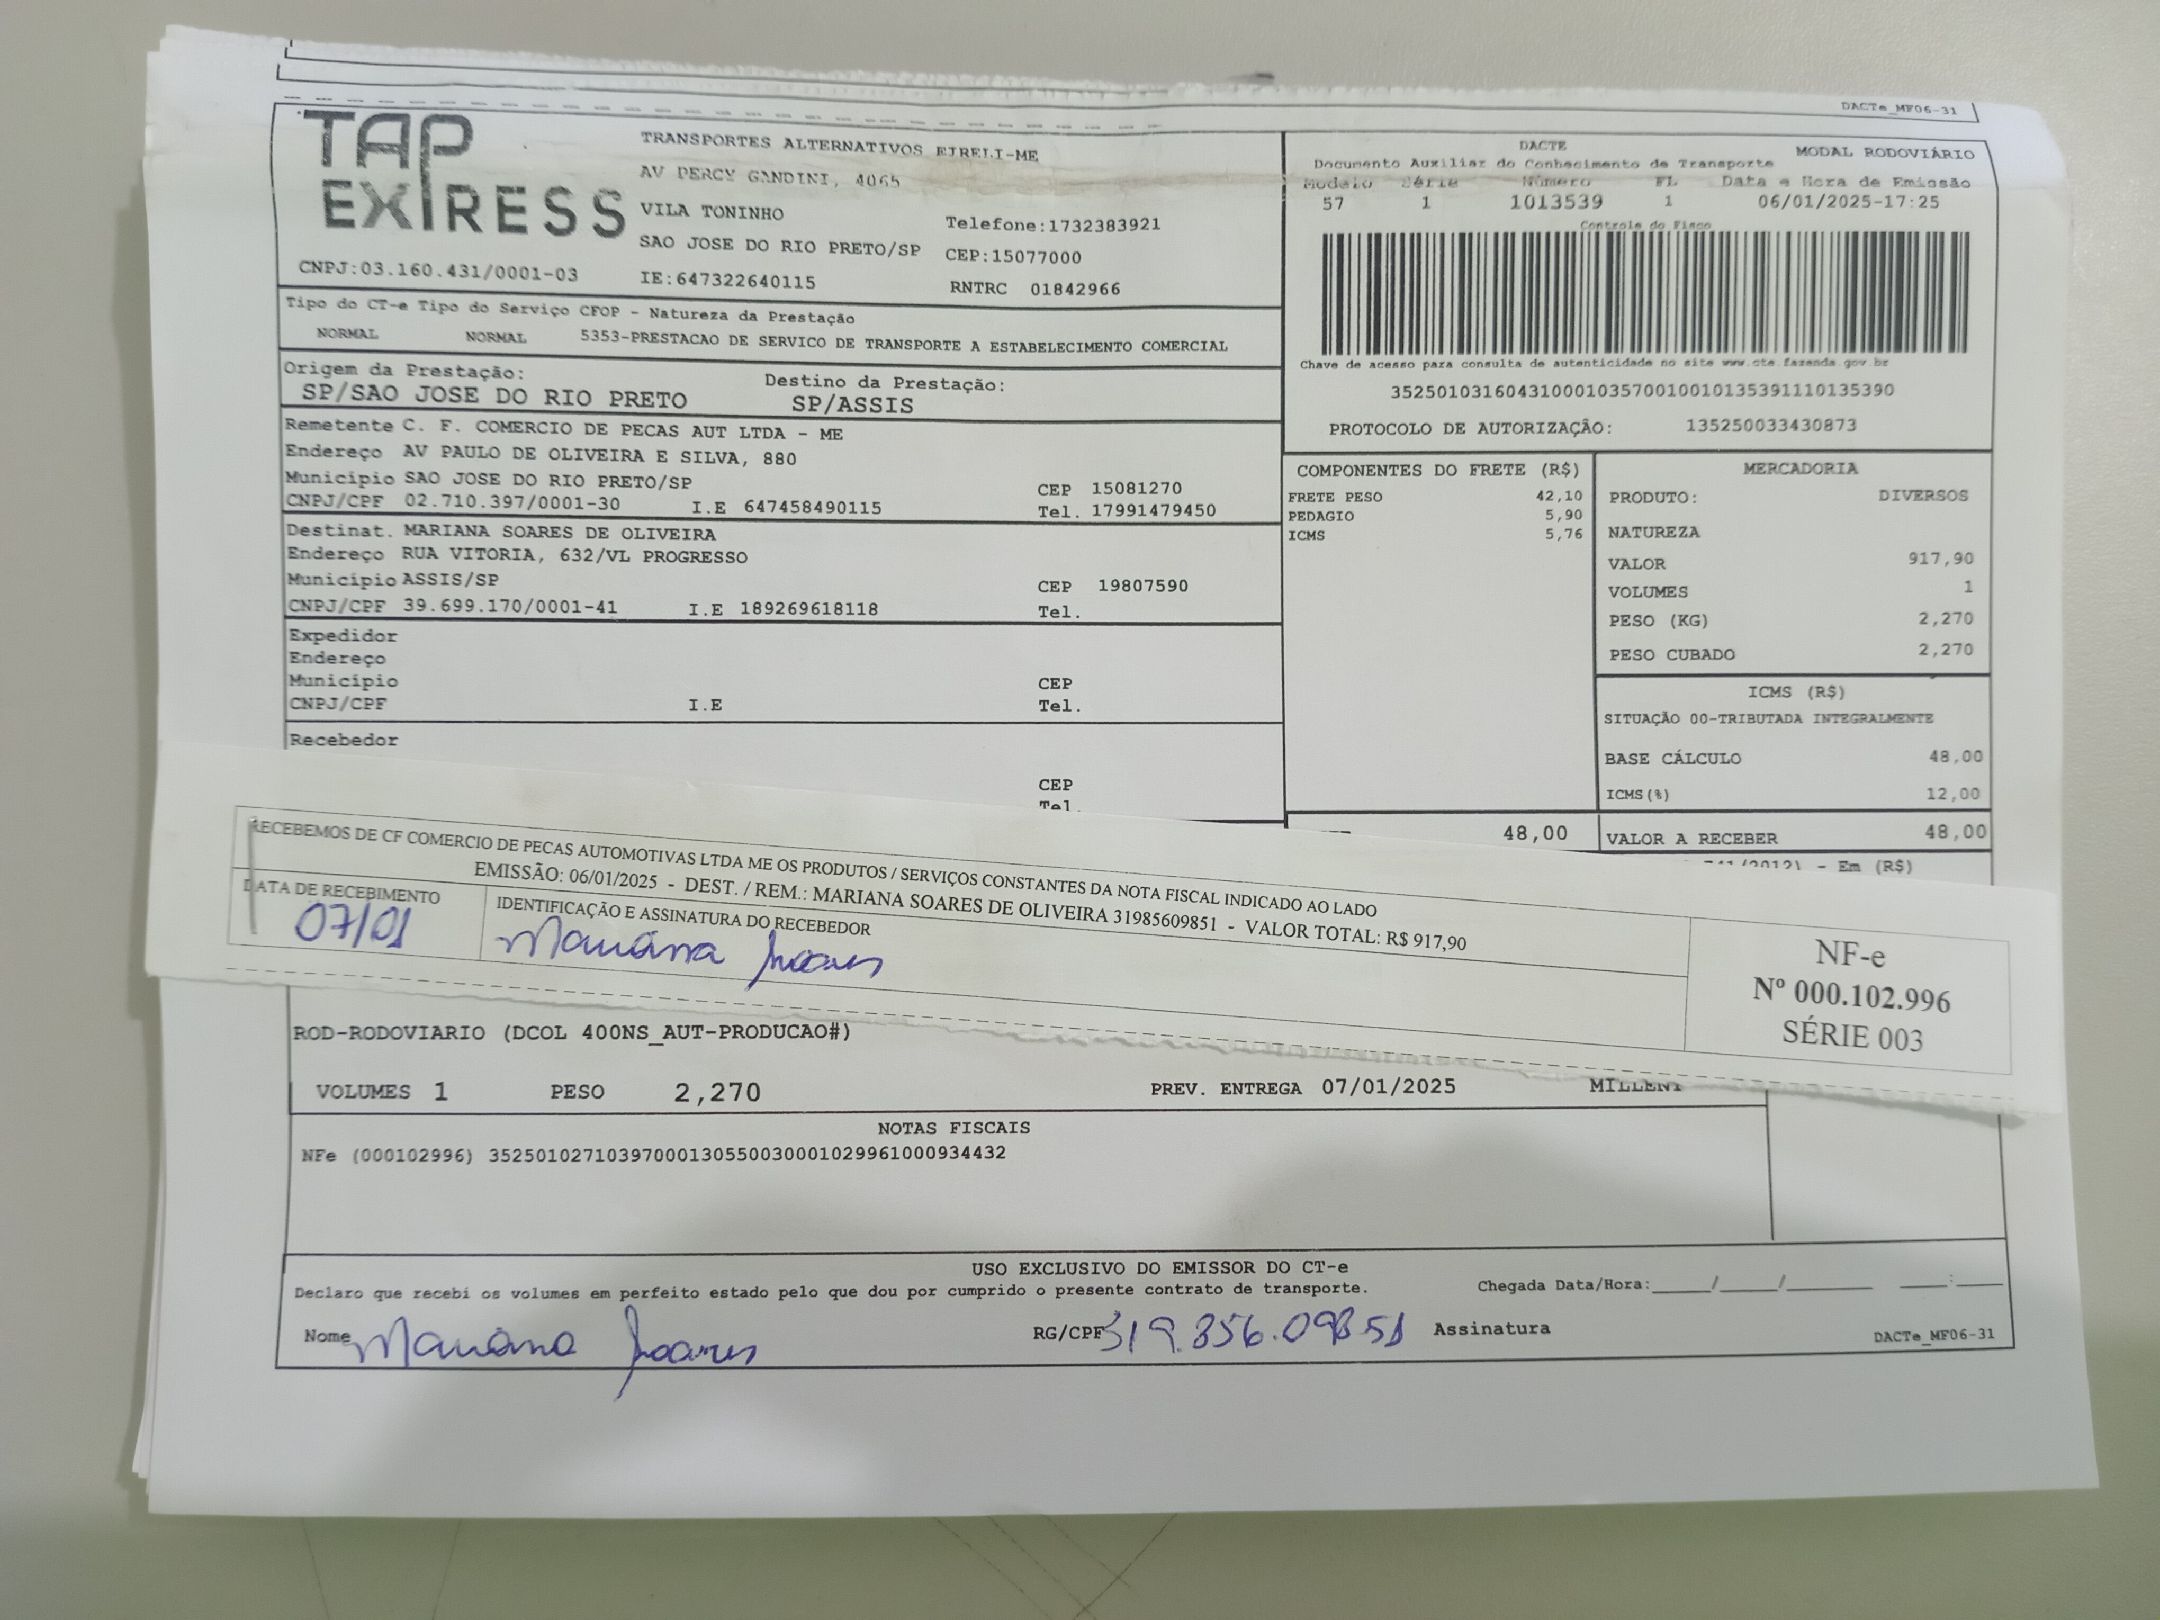 DACTe_MF06-31
TAP EXPRESS
TRANSPORTES ALTERNATIVOS EIRELI-ME
AV PERCY GANDINI, 4065
VILA TONINHO
Telefone:1732383921
SAO JOSE DO RIO PRETO/SP
CEP:15077000
CNPJ:03.160.431/0001-03
IE:647322640115
RNTRC 01842966
DACTE
MODAL RODOVIÁRIO
Documento Auxiliar do Conhecimento de Transporte
Modelo Série Número FL Data e Hora de Emissão
57 1 1013539 1 06/01/2025-17:25
Controle do Fisco
Chave de acesso para consulta de autenticidade no site www.cte.fazenda.gov.br
35250103160431000103570010010135391110135390
PROTOCOLO DE AUTORIZAÇÃO: 135250033430873
Tipo do CT-e Tipo do Serviço CFOP - Natureza da Prestação
NORMAL NORMAL 5353-PRESTACAO DE SERVICO DE TRANSPORTE A ESTABELECIMENTO COMERCIAL
Origem da Prestação: Destino da Prestação:
SP/SAO JOSE DO RIO PRETO SP/ASSIS
Remetente C. F. COMERCIO DE PECAS AUT LTDA - ME
Endereço AV PAULO DE OLIVEIRA E SILVA, 880
Município SAO JOSE DO RIO PRETO/SP CEP 15081270
CNPJ/CPF 02.710.397/0001-30 I.E 647458490115 Tel. 17991479450
Destinat. MARIANA SOARES DE OLIVEIRA
Endereço RUA VITORIA, 632/VL PROGRESSO
Município ASSIS/SP CEP 19807590
CNPJ/CPF 39.699.170/0001-41 I.E 189269618118 Tel.
Expedidor
Endereço
Município CEP
CNPJ/CPF I.E Tel.
Recebedor
CEP
Tel.
COMPONENTES DO FRETE (R$)
FRETE PESO 42,10
PEDAGIO 5,90
ICMS 5,76
48,00
MERCADORIA
PRODUTO: DIVERSOS
NATUREZA
VALOR 917,90
VOLUMES 1
PESO (KG) 2,270
PESO CUBADO 2,270
ICMS (R$)
SITUAÇÃO 00-TRIBUTADA INTEGRALMENTE
BASE CÁLCULO 48,00
ICMS(%) 12,00
VALOR A RECEBER 48,00
- Em (R$)
RECEBEMOS DE CF COMERCIO DE PECAS AUTOMOTIVAS LTDA ME OS PRODUTOS / SERVIÇOS CONSTANTES DA NOTA FISCAL INDICADO AO LADO
EMISSÃO: 06/01/2025 - DEST. / REM.: MARIANA SOARES DE OLIVEIRA 31985609851 - VALOR TOTAL: R$ 917,90
DATA DE RECEBIMENTO
07/01
IDENTIFICAÇÃO E ASSINATURA DO RECEBEDOR
Mariana Soares
NF-e
Nº 000.102.996
SÉRIE 003
ROD-RODOVIARIO (DCOL 400NS_AUT-PRODUCAO#)
VOLUMES 1 PESO 2,270 PREV. ENTREGA 07/01/2025
NOTAS FISCAIS
NFe (000102996) 35250102710397000130550030001029961000934432
USO EXCLUSIVO DO EMISSOR DO CT-e
Declaro que recebi os volumes em perfeito estado pelo que dou por cumprido o presente contrato de transporte. Chegada Data/Hora:____/____/____ ___:___
Nome Mariana Soares RG/CPF 319.856.09851 Assinatura
DACTe_MF06-31